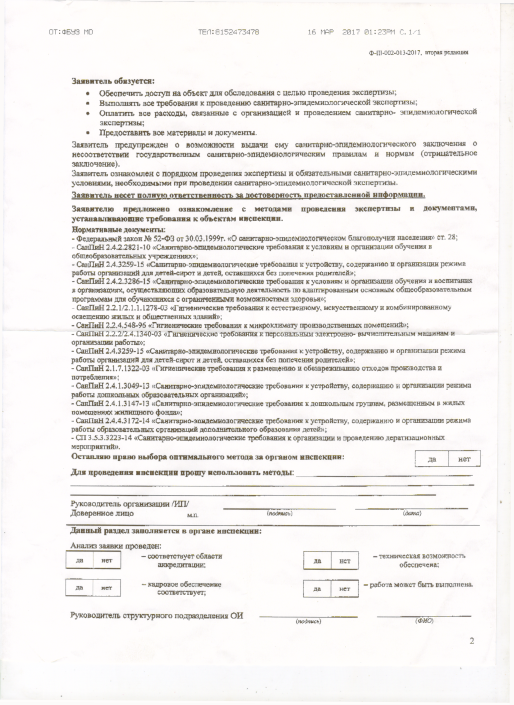 ОТ:ФБУЗ МО ТЕЛ:8152473478 16 МАР 2017 01:23PM С.1/1
Ф-III-002-013-2017, вторая редакция
Заявитель обязуется:
• Обеспечить доступ на объект для обследования с целью проведения экспертизы;
• Выполнять все требования к проведению санитарно-эпидемиологической экспертизы;
• Оплатить все расходы, связанные с организацией и проведением санитарно- эпидемиологической
экспертизы;
• Предоставить все материалы и документы.
Заявитель предупрежден о возможности выдачи ему санитарно-эпидемиологического заключения о
несоответствии государственным санитарно-эпидемиологическим правилам и нормам (отрицательное
заключение).
Заявитель ознакомлен с порядком проведения экспертизы и обязательными санитарно-эпидемиологическими
условиями, необходимыми при проведении санитарно-эпидемиологической экспертизы.
Заявитель несет полную ответственность за достоверность предоставленной информации.
Заявителю предложено ознакомление с методами проведения экспертизы и документами,
устанавливающие требования к объектам инспекции.
Нормативные документы:
- Федеральный закон № 52-ФЗ от 30.03.1999г. «О санитарно-эпидемиологическом благополучии населения» ст. 28;
- СанПиН 2.4.2.2821-10 «Санитарно-эпидемиологические требования к условиям и организации обучения в
общеобразовательных учреждениях»;
- СанПиН 2.4.3259-15 «Санитарно-эпидемиологические требования к устройству, содержанию и организации режима
работы организаций для детей-сирот и детей, оставшихся без попечения родителей»;
- СанПиН 2.4.2.3286-15 «Санитарно-эпидемиологические требования к условиям и организации обучения и воспитания
в организациях, осуществляющих образовательную деятельность по адаптированным основным общеобразовательным
программам для обучающихся с ограниченными возможностями здоровья»;
- СанПиН 2.2.1/2.1.1.1278-03 «Гигиенические требования к естественному, искусственному и комбинированному
освещению жилых и общественных зданий»;
- СанПиН 2.2.4.548-96 «Гигиенические требования к микроклимату производственных помещений»;
- СанПиН 2.2.2/2.4.1340-03 «Гигиенические требования к персональным электронно- вычислительным машинам и
организации работы»;
- СанПиН 2.4.3259-15 «Санитарно-эпидемиологические требования к устройству, содержанию и организации режима
работы организаций для детей-сирот и детей, оставшихся без попечения родителей»;
- СанПиН 2.1.7.1322-03 «Гигиенические требования к размещению и обезвреживанию отходов производства и
потребления»;
- СанПиН 2.4.1.3049-13 «Санитарно-эпидемиологические требования к устройству, содержанию и организации режима
работы дошкольных образовательных организаций»;
- СанПиН 2.4.1.3147-13 «Санитарно-эпидемиологические требования к дошкольным группам, размещенным в жилых
помещениях жилищного фонда»;
- СанПиН 2.4.4.3172-14 «Санитарно-эпидемиологические требования к устройству, содержанию и организации режима
работы образовательных организаций дополнительного образования детей»;
- СП 3.5.3.3223-14 «Санитарно-эпидемиологические требования к организации и проведению дератизационных
мероприятий».
Оставляю право выбора оптимального метода за органом инспекции: да нет
Для проведения инспекции прошу использовать методы:
Руководитель организации /ИП/
Доверенное лицо м.п. (подпись) (дата)
Данный раздел заполняется в органе инспекции:
Анализ заявки проведен:
да нет – соответствует области да нет – техническая возможность
аккредитации; обеспечена;
да нет – кадровое обеспечение да нет – работа может быть выполнена.
соответствует;
Руководитель структурного подразделения ОИ
(подпись) (ФИО)
2